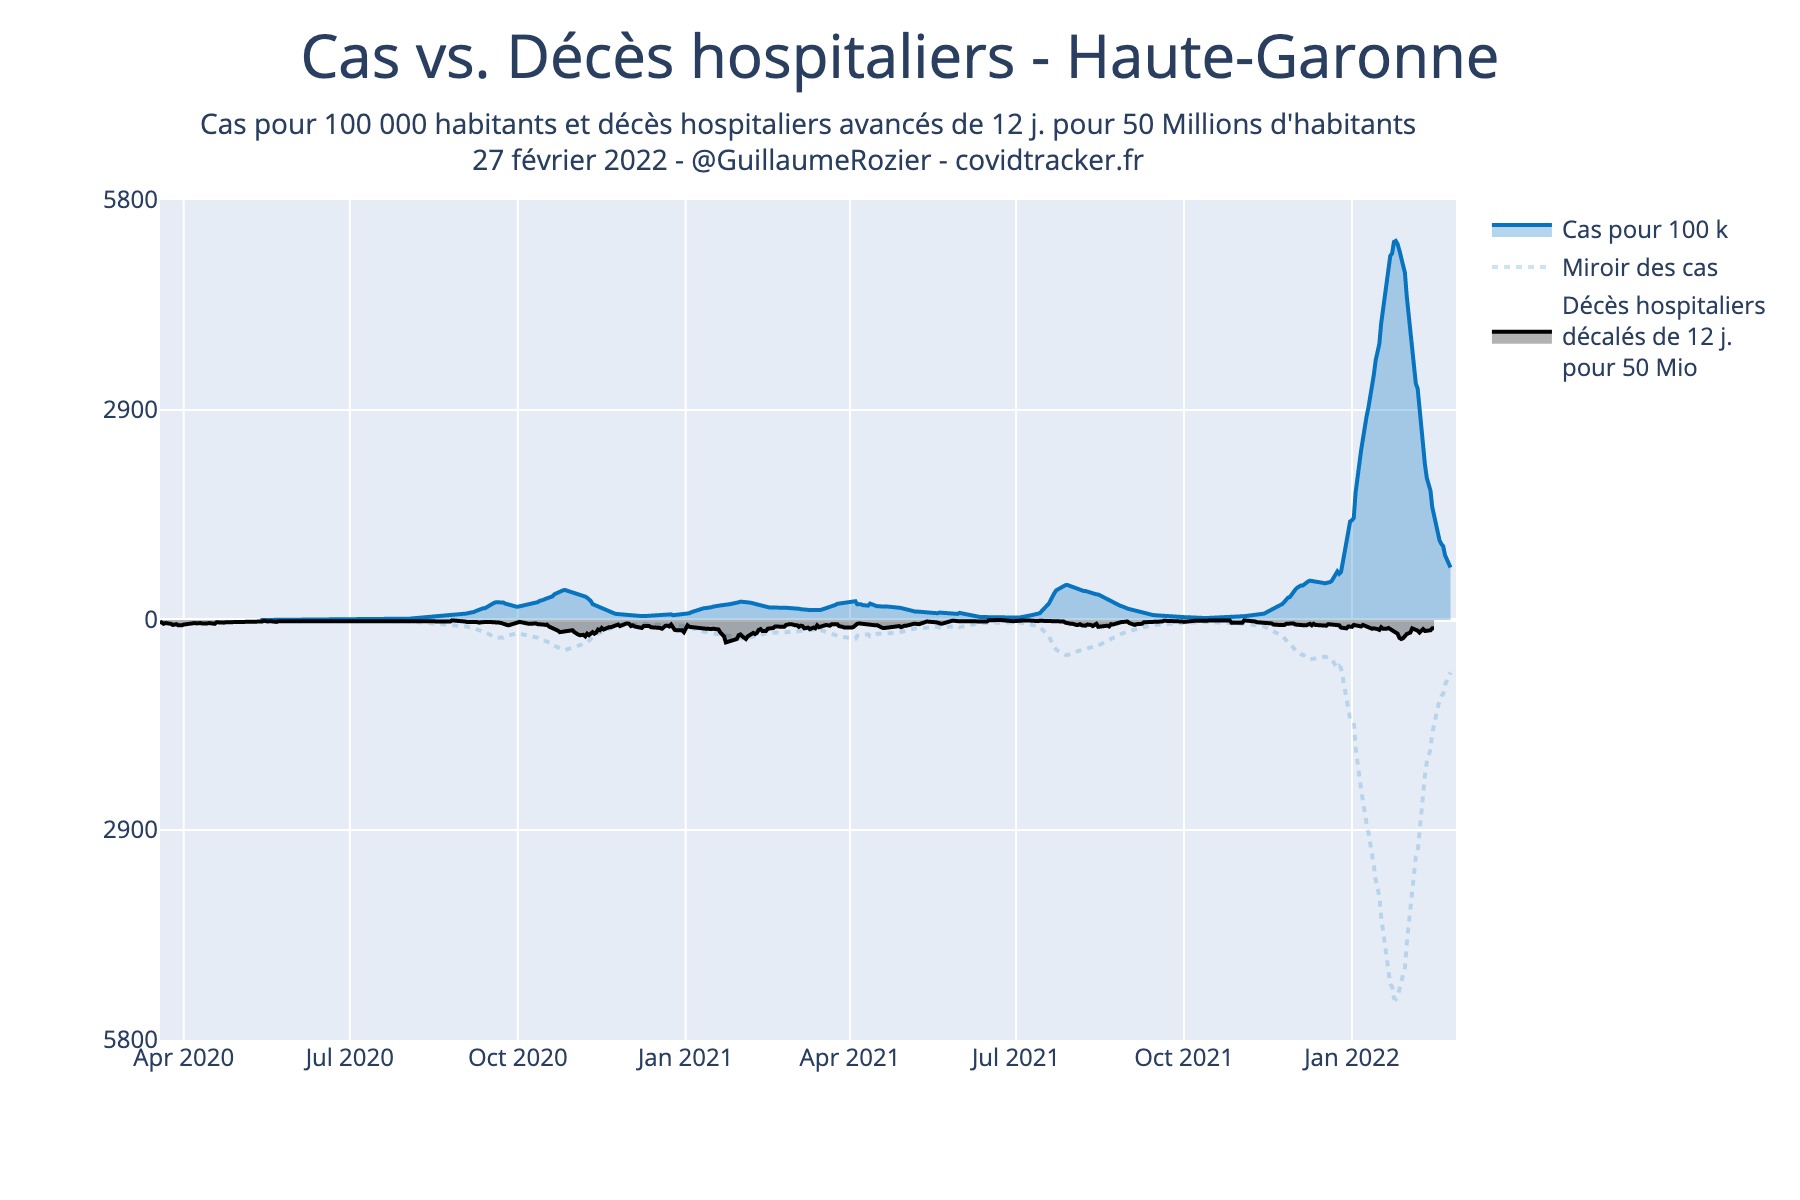 Cas vs. Décès hospitaliers - Haute-Garonne
Cas pour 100 000 habitants et décès hospitaliers avancés de 12 j. pour 50 Millions d'habitants
27 février 2022 - @GuillaumeRozier - covidtracker.fr
5800
2900
0
2900
5800
Apr 2020
Jul 2020
Oct 2020
Jan 2021
Apr 2021
Jul 2021
Oct 2021
Jan 2022
Cas pour 100 k
Miroir des cas
Décès hospitaliers
décalés de 12 j.
pour 50 Mio